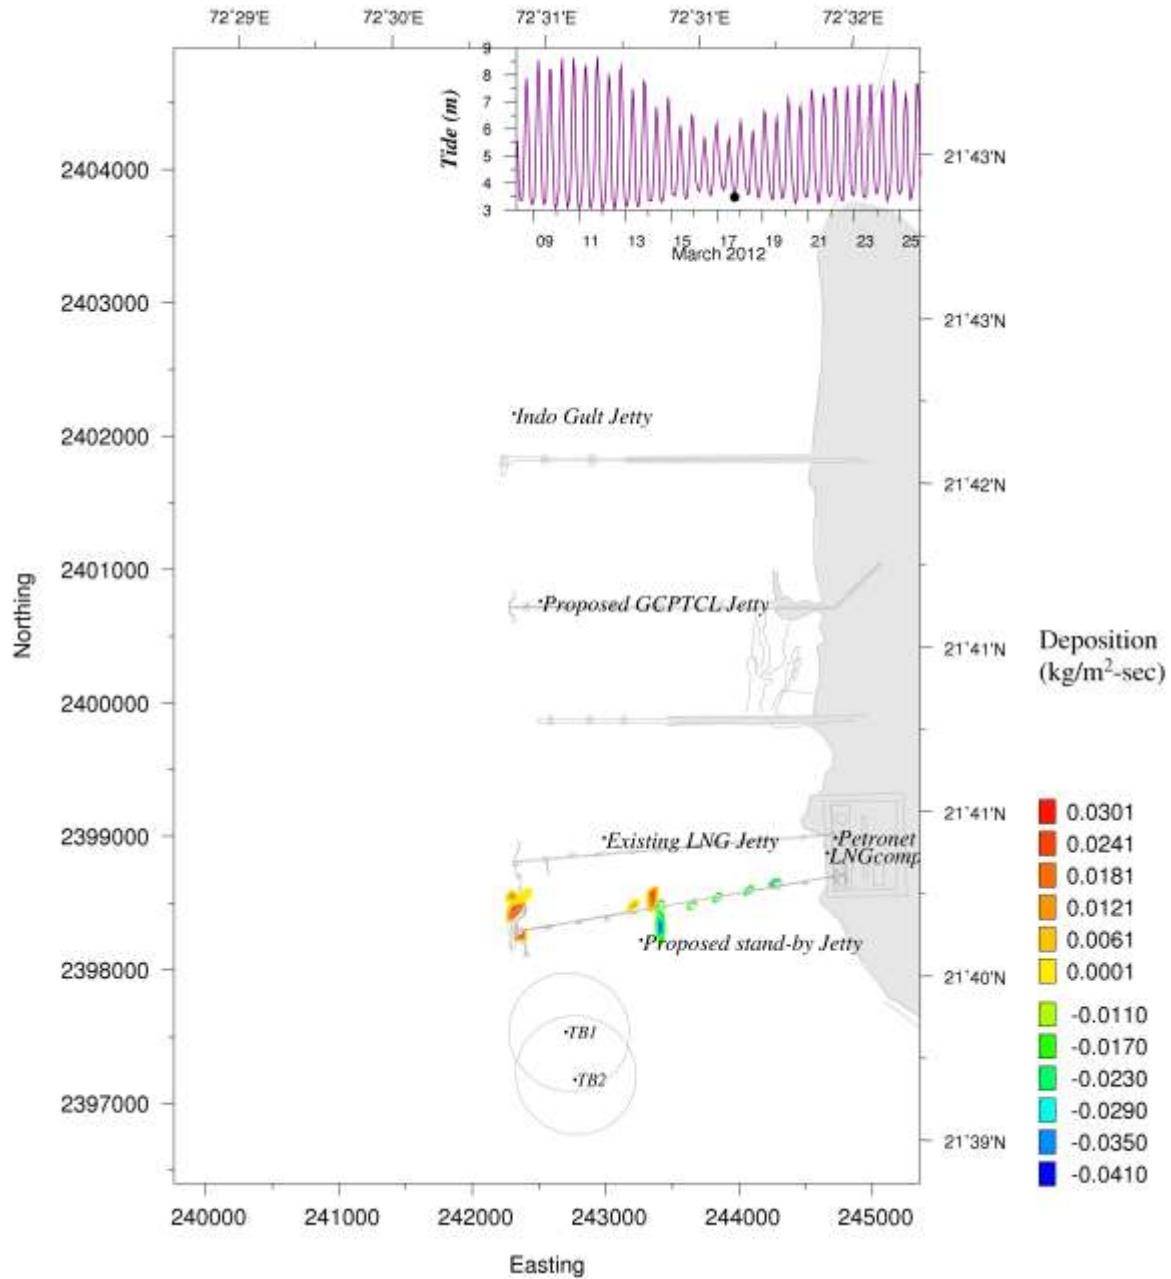 72°29'E 72°30'E 72°31'E 72°31'E 72°32'E
9
8
7
6
5
4
3
Tide (m)
09 11 13 15 17 19 21 23 25
March 2012
2404000
2403000
2402000
2401000
2400000
2399000
2398000
2397000
Northing
21°43'N
21°43'N
21°42'N
21°41'N
21°41'N
21°40'N
21°39'N
Indo Gult Jetty
Proposed GCPTCL Jetty
Existing LNG Jetty
Petronet
LNGcomp
Proposed stand-by Jetty
TB1
TB2
240000 241000 242000 243000 244000 245000
Easting
Deposition
(kg/m²-sec)
0.0301
0.0241
0.0181
0.0121
0.0061
0.0001
-0.0110
-0.0170
-0.0230
-0.0290
-0.0350
-0.0410